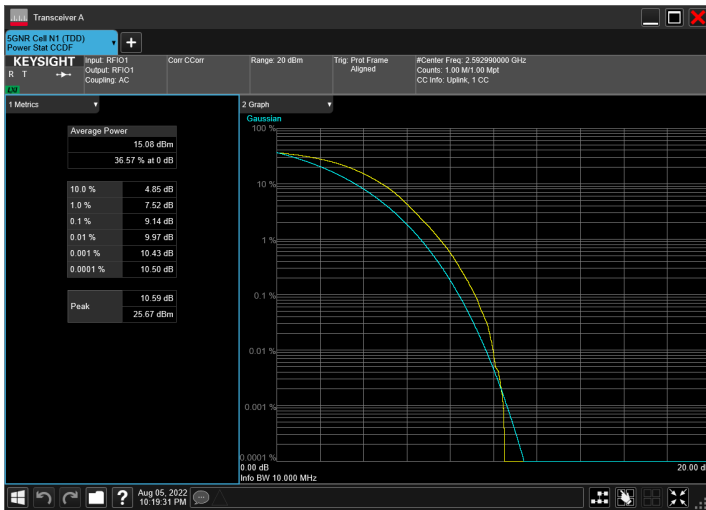 Transceiver A
5GNR Cell N1 (TDD)
Power Stat CCDF
KEYSIGHT
R T
LXI
Input: RFIO1
Output: RFIO1
Coupling: AC
Corr CCorr
Range: 20 dBm
Trig: Prot Frame
Aligned
#Center Freq: 2.592990000 GHz
Counts: 1.00 M/1.00 Mpt
CC Info: Uplink, 1 CC
1 Metrics
Average Power
15.08 dBm
36.57 % at 0 dB
10.0 % 4.85 dB
1.0 % 7.52 dB
0.1 % 9.14 dB
0.01 % 9.97 dB
0.001 % 10.43 dB
0.0001 % 10.50 dB
Peak
10.59 dB
25.67 dBm
2 Graph
Gaussian
100 %
10 %
1 %
0.1 %
0.01 %
0.001 %
0.0001 %
0.00 dB
20.00 d
Info BW 10.000 MHz
Aug 05, 2022
10:19:31 PM